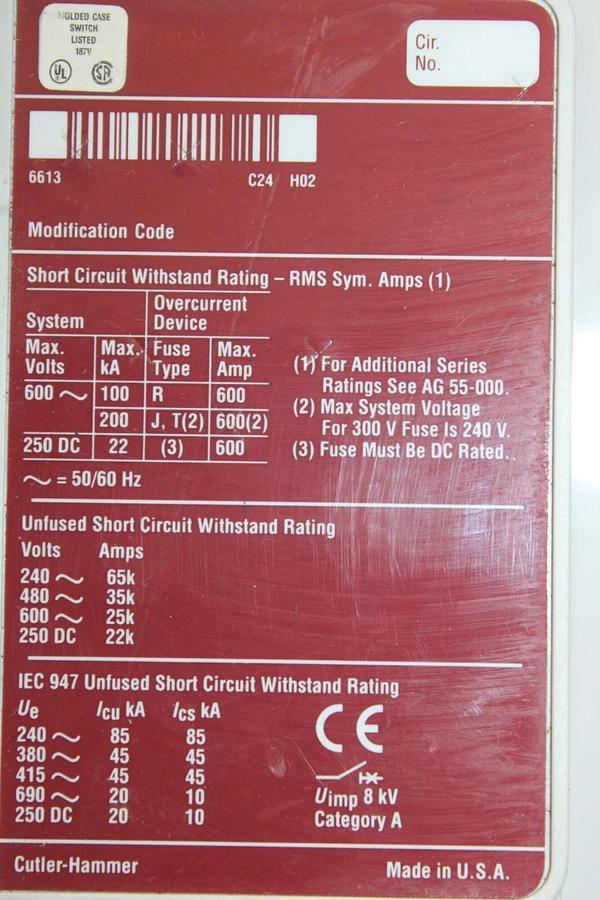 MOLDED CASE
SWITCH
LISTED
187Y
UL SA
Cir.
No.
6613 C24 H02
Modification Code
Short Circuit Withstand Rating – RMS Sym. Amps (1)
System Overcurrent Device
Max. Volts Max. kA Fuse Type Max. Amp
600 ~ 100 R 600
200 J, T(2) 600(2)
250 DC 22 (3) 600
~ = 50/60 Hz
(1) For Additional Series
Ratings See AG 55-000.
(2) Max System Voltage
For 300 V Fuse Is 240 V.
(3) Fuse Must Be DC Rated.
Unfused Short Circuit Withstand Rating
Volts Amps
240 ~ 65k
480 ~ 35k
600 ~ 25k
250 DC 22k
IEC 947 Unfused Short Circuit Withstand Rating
Ue Icu kA Ics kA
240 ~ 85 85
380 ~ 45 45
415 ~ 45 45
690 ~ 20 10
250 DC 20 10
CE
Uimp 8 kV
Category A
Cutler-Hammer
Made in U.S.A.